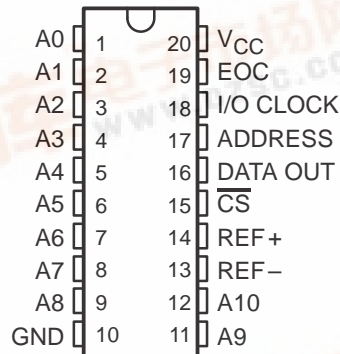 A0 1 20 VCC
A1 2 19 EOC
A2 3 18 I/O CLOCK
A3 4 17 ADDRESS
A4 5 16 DATA OUT
A5 6 15 CS
A6 7 14 REF+
A7 8 13 REF−
A8 9 12 A10
GND 10 11 A9